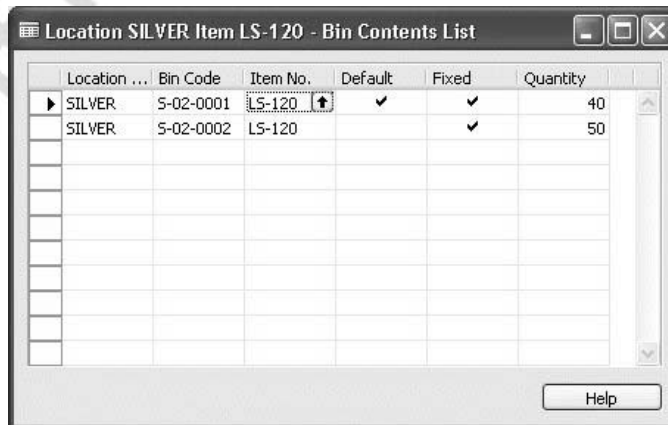 Location SILVER Item LS-120 - Bin Contents List
Location ... Bin Code Item No. Default Fixed Quantity
SILVER S-02-0001 LS-120 40
SILVER S-02-0002 LS-120 50
Help